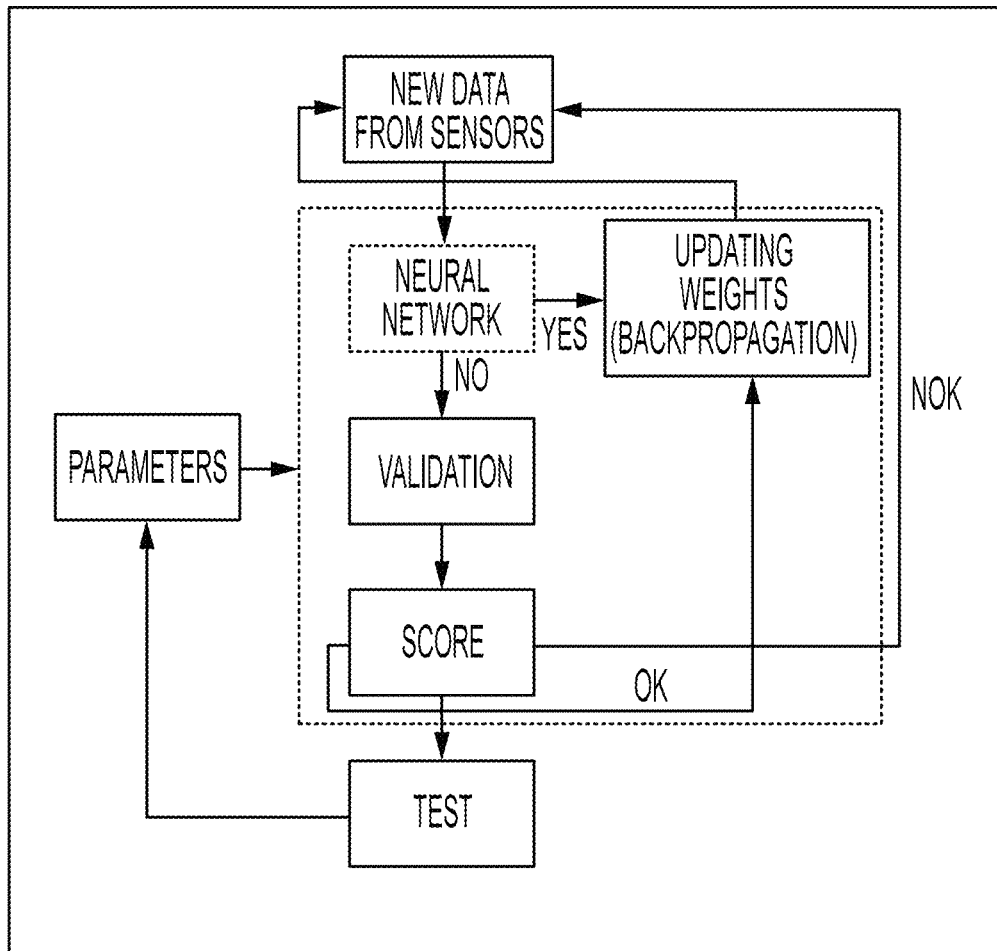 NEW DATA
FROM SENSORS
NEURAL
NETWORK
YES
UPDATING
WEIGHTS
(BACKPROPAGATION)
NO
NOK
PARAMETERS
VALIDATION
SCORE
OK
TEST